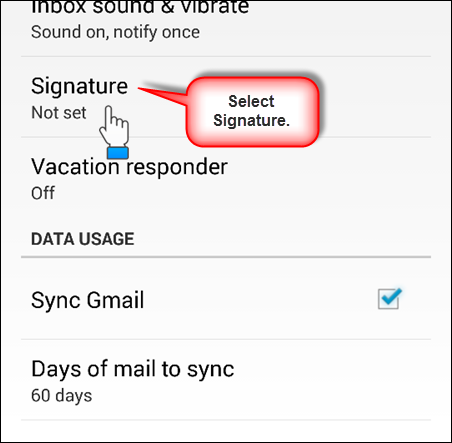 Inbox sound & vibrate
Sound on, notify once
Signature
Not set
Select
Signature.
Vacation responder
Off
DATA USAGE
Sync Gmail
Days of mail to sync
60 days